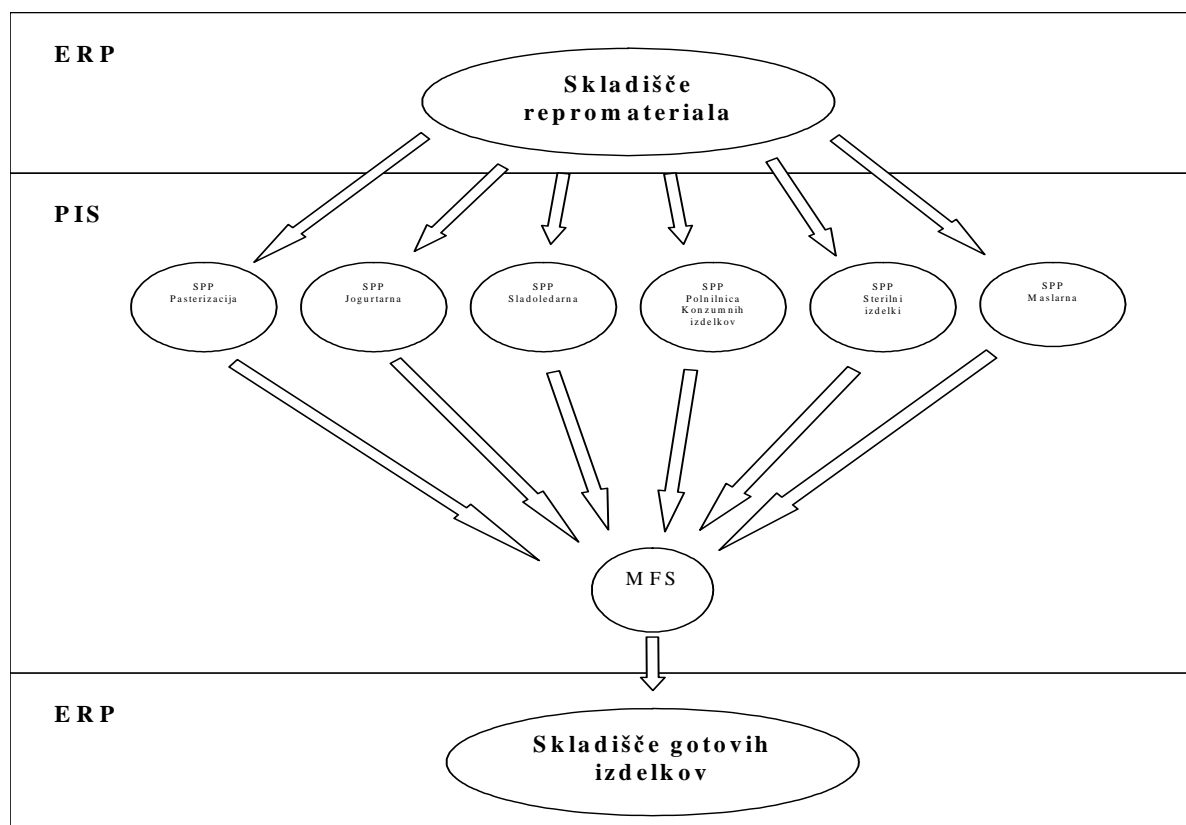 ERP
Skladišče
repromateriala
PIS
SPP
Pasterizacija
SPP
Jogurtarna
SPP
Sladoledarna
SPP
Polnilnica
Konzumnih
izdelkov
SPP
Sterilni
izdelki
SPP
Maslarna
MFS
ERP
Skladišče gotovih
izdelkov